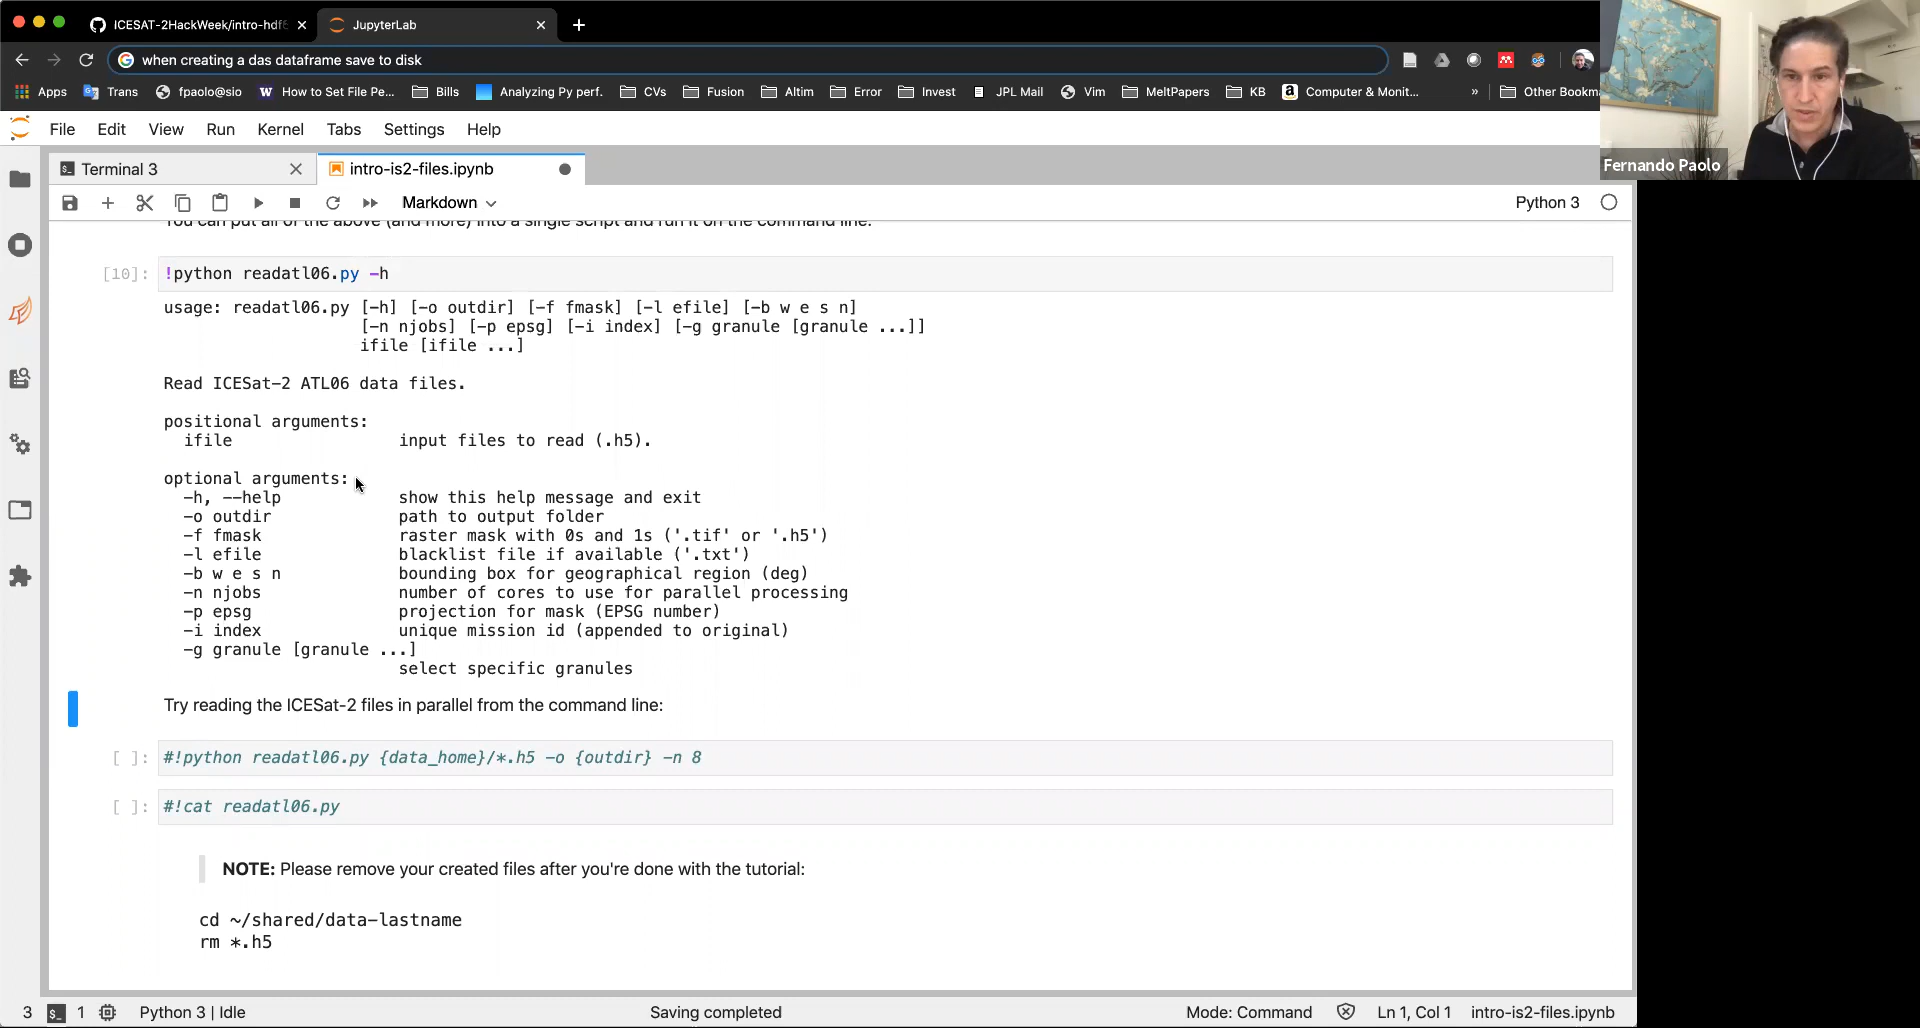 ICESAT-2HackWeek/intro-hdf5
JupyterLab
when creating a das dataframe save to disk
Apps
Trans
fpaolo@sio
How to Set File Pe...
Bills
Analyzing Py perf.
CVs
Fusion
Altim
Error
Invest
JPL Mail
Vim
MeltPapers
KB
Computer & Monit...
»
Other Bookma
Fernando Paolo
File Edit View Run Kernel Tabs Settings Help
Terminal 3
intro-is2-files.ipynb
Markdown
Python 3
You can put all of the above (and more) into a single script and run it on the command line:
[10]: !python readatl06.py -h
usage: readatl06.py [-h] [-o outdir] [-f fmask] [-l efile] [-b w e s n]
[-n njobs] [-p epsg] [-i index] [-g granule [granule ...]]
ifile [ifile ...]
Read ICESat-2 ATL06 data files.
positional arguments:
ifile input files to read (.h5).
optional arguments:
-h, --help show this help message and exit
-o outdir path to output folder
-f fmask raster mask with 0s and 1s ('.tif' or '.h5')
-l efile blacklist file if available ('.txt')
-b w e s n bounding box for geographical region (deg)
-n njobs number of cores to use for parallel processing
-p epsg projection for mask (EPSG number)
-i index unique mission id (appended to original)
-g granule [granule ...]
select specific granules
Try reading the ICESat-2 files in parallel from the command line:
[ ]: #!python readatl06.py {data_home}/*.h5 -o {outdir} -n 8
[ ]: #!cat readatl06.py
NOTE: Please remove your created files after you're done with the tutorial:
cd ~/shared/data-lastname
rm *.h5
3 1 Python 3 | Idle
Saving completed
Mode: Command
Ln 1, Col 1
intro-is2-files.ipynb